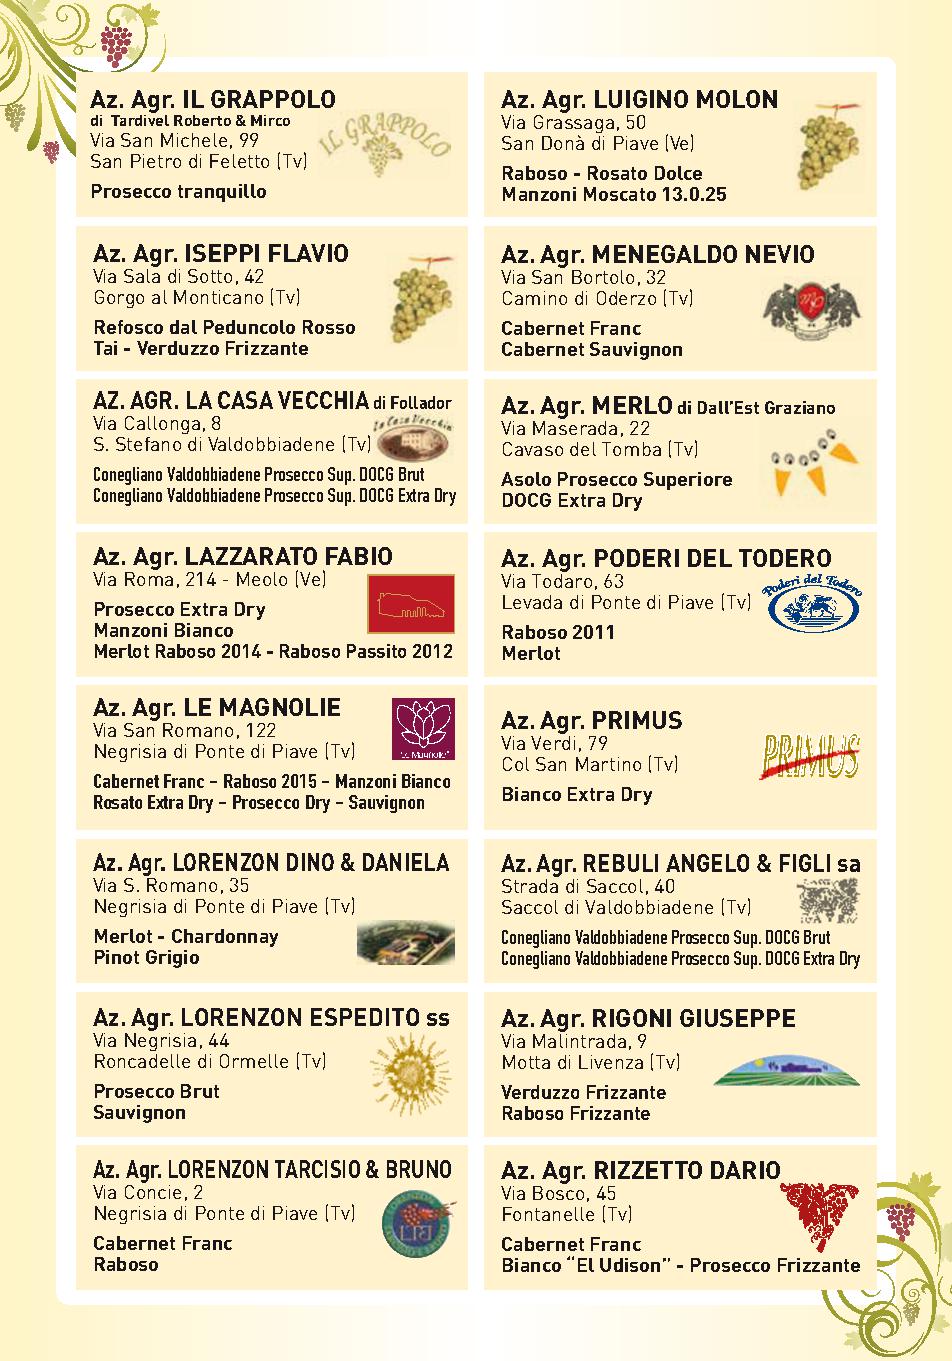 Az. Agr. IL GRAPPOLO
di Tardivel Roberto & Mirco
Via San Michele, 99
San Pietro di Feletto (Tv)
IL GRAPPOLO
Prosecco tranquillo
Az. Agr. ISEPPI FLAVIO
Via Sala di Sotto, 42
Gorgo al Monticano (Tv)
Refosco dal Peduncolo Rosso
Tai - Verduzzo Frizzante
AZ. AGR. LA CASA VECCHIA di Follador
Via Callonga, 8
S. Stefano di Valdobbiadene (Tv)
La Casa Vecchia
Conegliano Valdobbiadene Prosecco Sup. DOCG Brut
Conegliano Valdobbiadene Prosecco Sup. DOCG Extra Dry
Az. Agr. LAZZARATO FABIO
Via Roma, 214 - Meolo (Ve)
Prosecco Extra Dry
Manzoni Bianco
Merlot Raboso 2014 - Raboso Passito 2012
Az. Agr. LE MAGNOLIE
Via San Romano, 122
Negrisia di Ponte di Piave (Tv)
"Le Magnolie"
Cabernet Franc – Raboso 2015 – Manzoni Bianco
Rosato Extra Dry – Prosecco Dry – Sauvignon
Az. Agr. LORENZON DINO & DANIELA
Via S. Romano, 35
Negrisia di Ponte di Piave (Tv)
Merlot - Chardonnay
Pinot Grigio
Az. Agr. LORENZON ESPEDITO ss
Via Negrisia, 44
Roncadelle di Ormelle (Tv)
Prosecco Brut
Sauvignon
Az. Agr. LORENZON TARCISIO & BRUNO
Via Concie, 2
Negrisia di Ponte di Piave (Tv)
Cabernet Franc
Raboso
Az. Agr. LUIGINO MOLON
Via Grassaga, 50
San Donà di Piave (Ve)
Raboso - Rosato Dolce
Manzoni Moscato 13.0.25
Az. Agr. MENEGALDO NEVIO
Via San Bortolo, 32
Camino di Oderzo (Tv)
Cabernet Franc
Cabernet Sauvignon
Az. Agr. MERLO di Dall'Est Graziano
Via Maserada, 22
Cavaso del Tomba (Tv)
Asolo Prosecco Superiore
DOCG Extra Dry
Az. Agr. PODERI DEL TODERO
Via Todaro, 63
Levada di Ponte di Piave (Tv)
Poderi del Todero
Raboso 2011
Merlot
Az. Agr. PRIMUS
Via Verdi, 79
Col San Martino (Tv)
PRIMUS
Bianco Extra Dry
Az. Agr. REBULI ANGELO & FIGLI sa
Strada di Saccol, 40
Saccol di Valdobbiadene (Tv)
Conegliano Valdobbiadene Prosecco Sup. DOCG Brut
Conegliano Valdobbiadene Prosecco Sup. DOCG Extra Dry
Az. Agr. RIGONI GIUSEPPE
Via Malintrada, 9
Motta di Livenza (Tv)
Verduzzo Frizzante
Raboso Frizzante
Az. Agr. RIZZETTO DARIO
Via Bosco, 45
Fontanelle (Tv)
Cabernet Franc
Bianco "El Udison" - Prosecco Frizzante